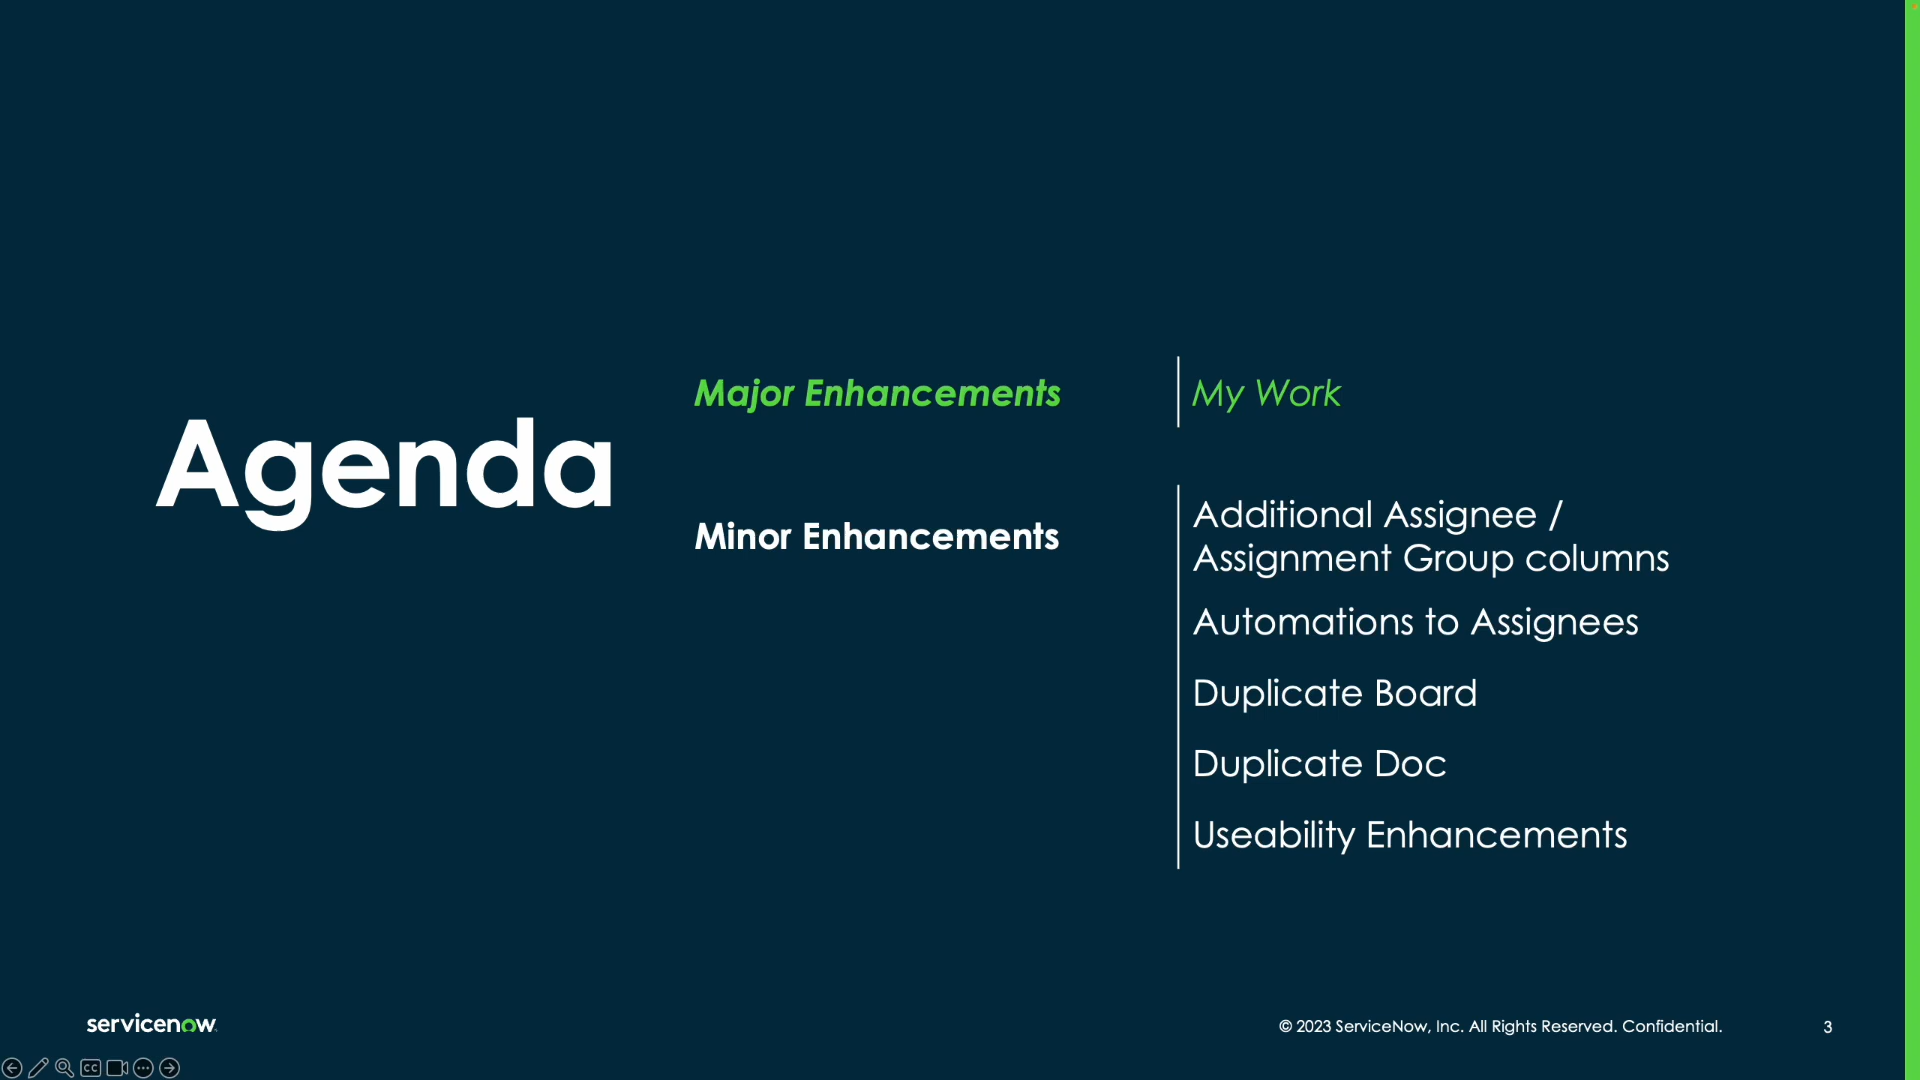 Agenda
Major Enhancements
My Work
Minor Enhancements
Additional Assignee /
Assignment Group columns
Automations to Assignees
Duplicate Board
Duplicate Doc
Useability Enhancements
servicenow
© 2023 ServiceNow, Inc. All Rights Reserved. Confidential.
3
CC